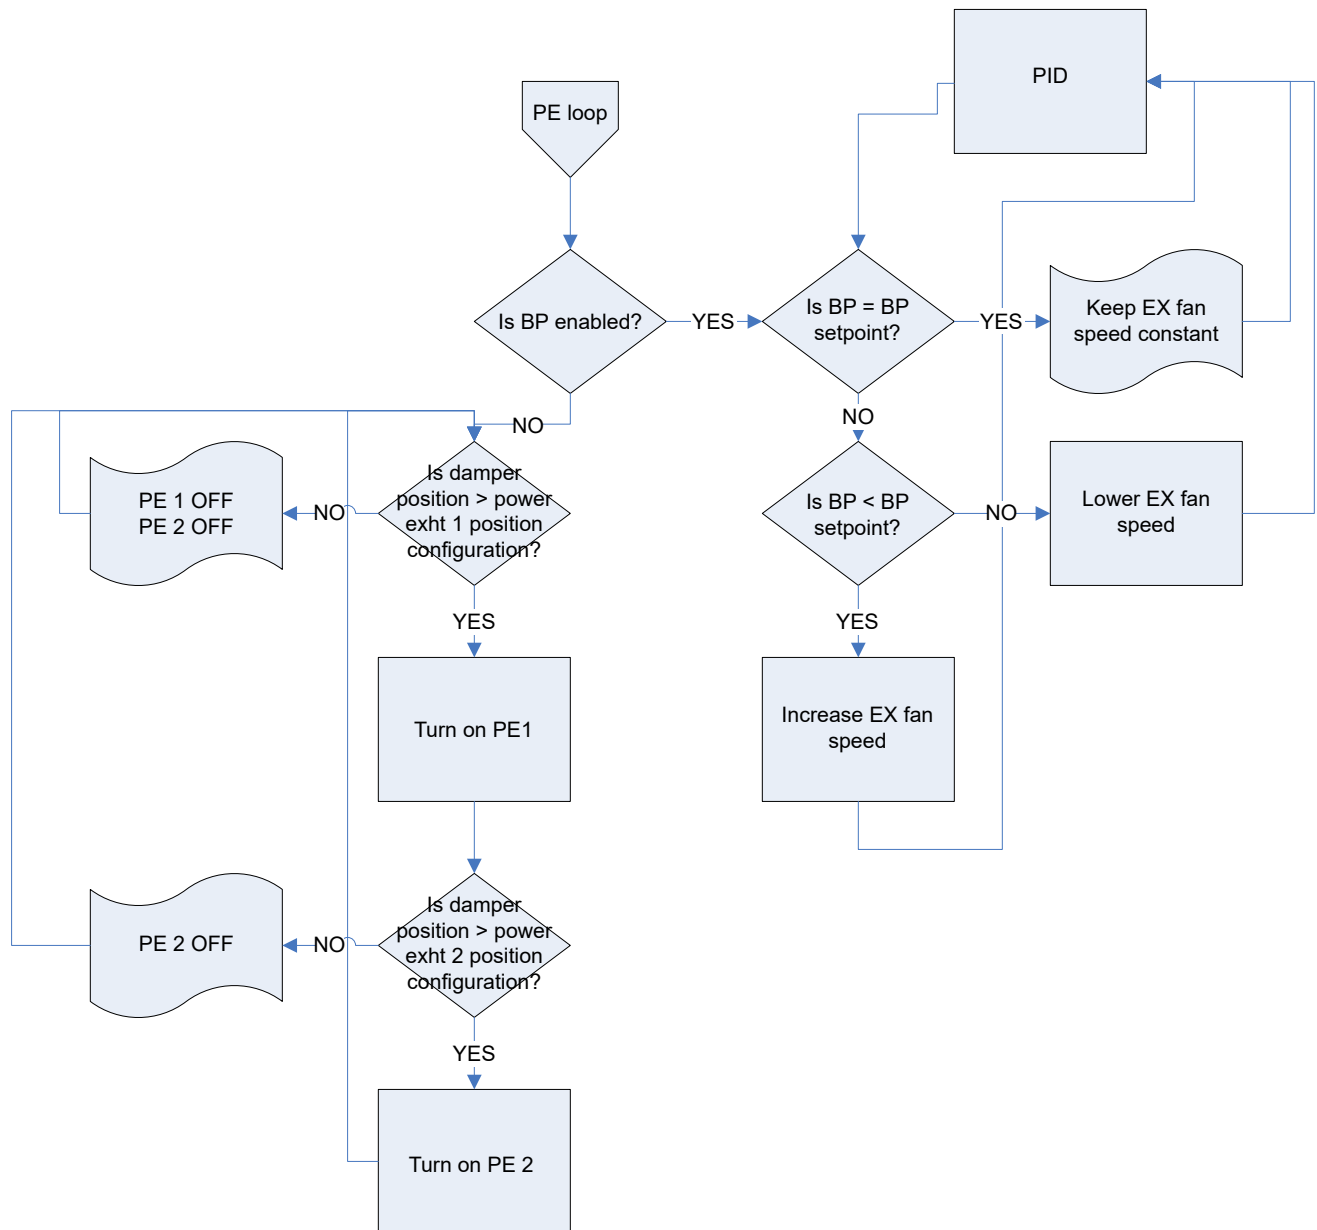 PID
PE loop
Is BP enabled?
YES
Is BP = BP
setpoint?
YES
Keep EX fan
speed constant
NO
NO
Is damper
position > power
exht 1 position
configuration?
NO
PE 1 OFF
PE 2 OFF
Is BP < BP
setpoint?
NO
Lower EX fan
speed
YES
YES
Turn on PE1
Increase EX fan
speed
Is damper
position > power
exht 2 position
configuration?
NO
PE 2 OFF
YES
Turn on PE 2